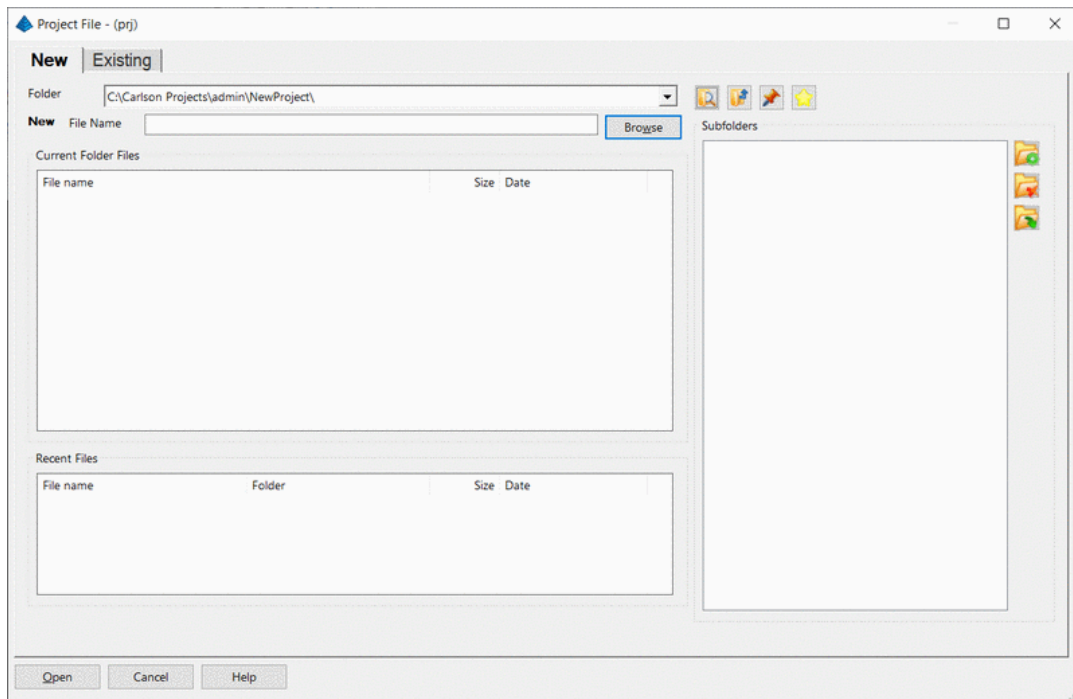 Project File - (prj)
New Existing
Folder C:\Carlson Projects\admin\NewProject\
New File Name Browse
Subfolders
Current Folder Files
File name Size Date
Recent Files
File name Folder Size Date
Open Cancel Help